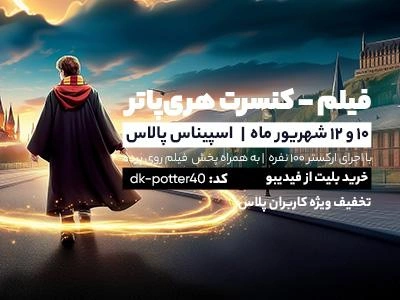 فیلم - کنسرت هری‌پاتر
۱۰ و ۱۲ شهریور ماه | اسپیناس پالاس
با اجرای ارکستر ۱۰۰ نفره | به همراه پخش فیلم روی پرده
خرید بلیت از فیدیبو کد: dk-potter40
تخفیف ویژه کاربران پلاس